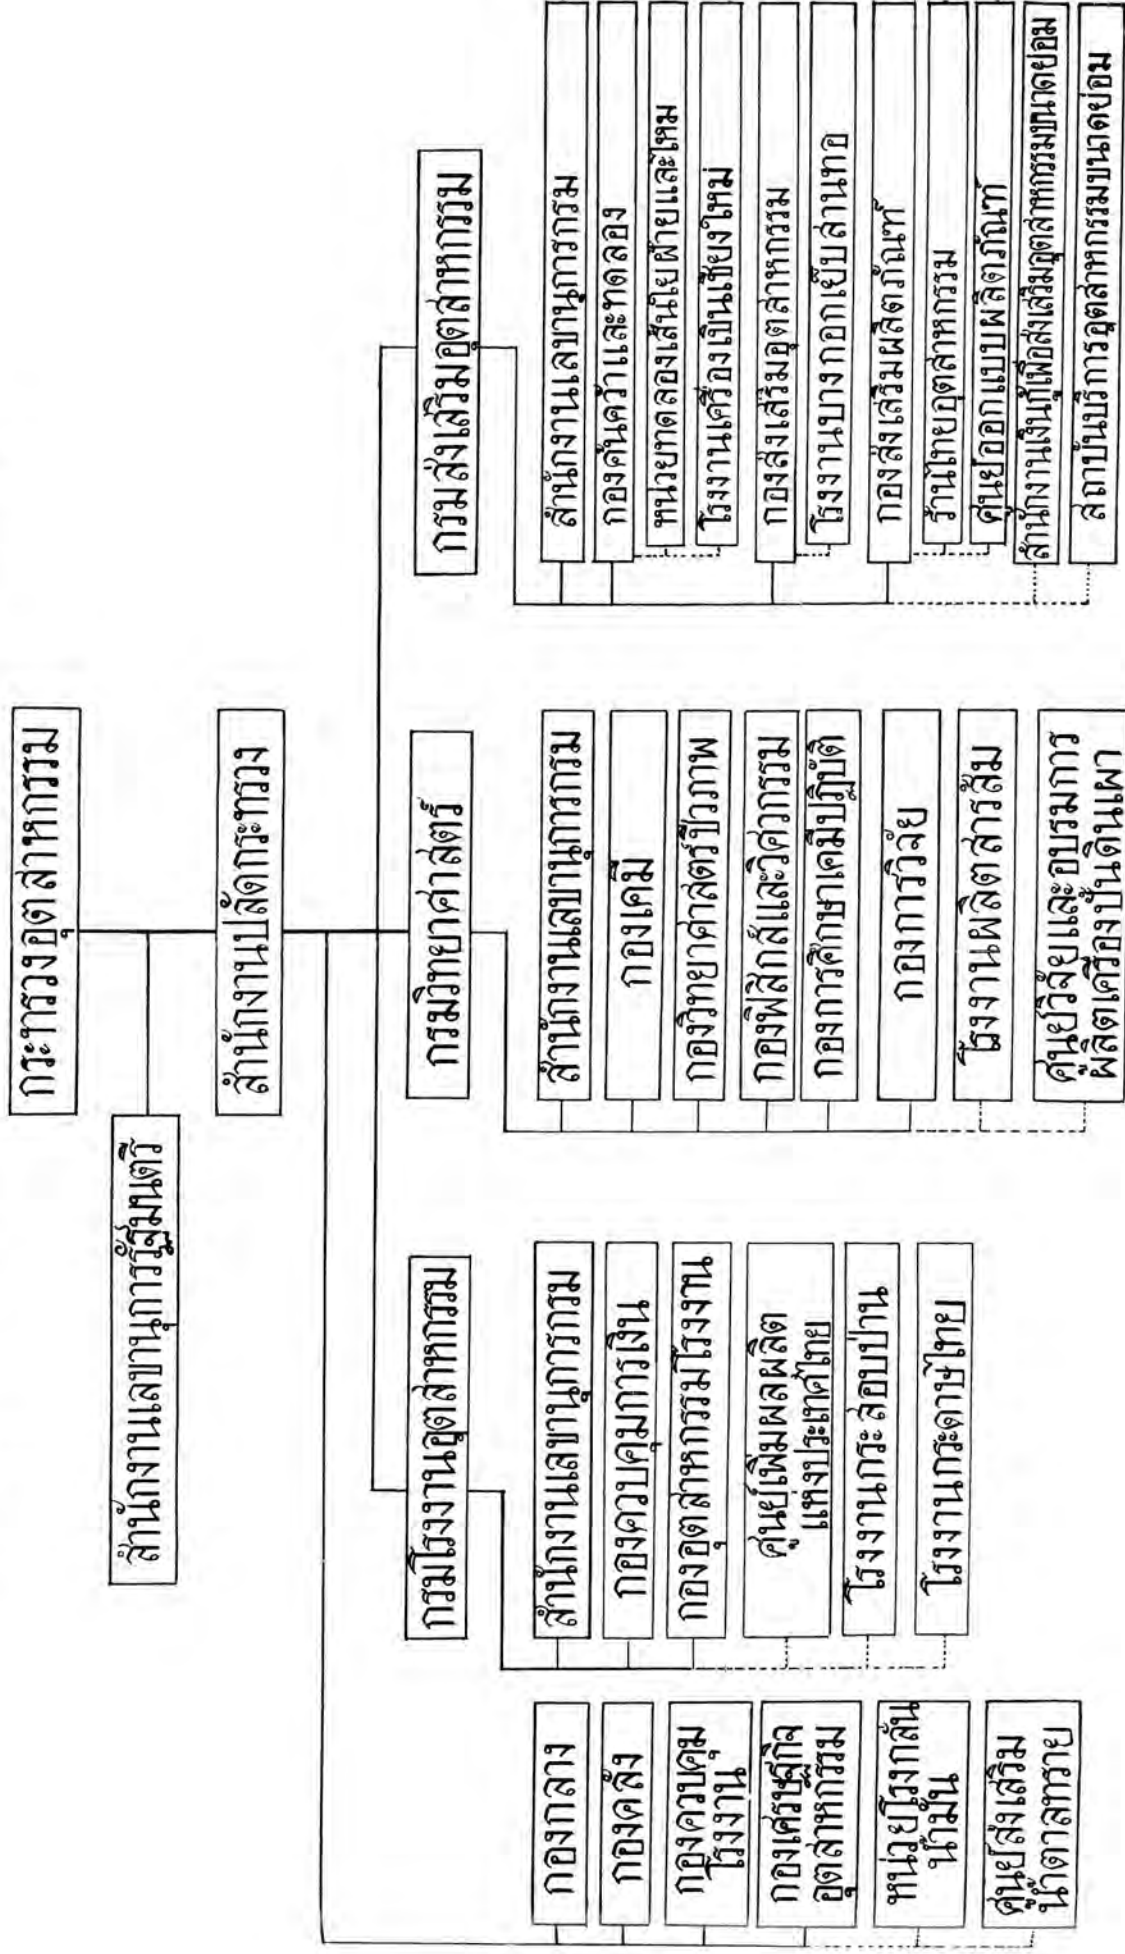 กระทรวงอุตสาหกรรม
สำนักงานเลขานุการรัฐมนตรี
สำนักงานปลัดกระทรวง
กองกลาง
กองคลัง
กองควบคุม
โรงงาน
กองเศรษฐกิจ
อุตสาหกรรม
หน่วยโรงกลั่น
น้ำมัน
ศูนย์ส่งเสริม
น้ำตาลทราย
กรมโรงงานอุตสาหกรรม
สำนักงานเลขานุการกรม
กองควบคุมการเงิน
กองอุตสาหกรรมโรงงาน
ศูนย์เพิ่มผลผลิต
แห่งประเทศไทย
โรงงานกระสอบป่าน
โรงงานกระดาษไทย
กรมวิทยาศาสตร์
สำนักงานเลขานุการกรม
กองเคมี
กองวิทยาศาสตร์ชีวภาพ
กองฟิสิกส์และวิศวกรรม
กองการศึกษาเคมีปฏิบัติ
กองการวิจัย
โรงงานผลิตสารส้ม
ศูนย์วิจัยและอบรมการ
ผลิตเครื่องปั้นดินเผา
กรมส่งเสริมอุตสาหกรรม
สำนักงานเลขานุการกรม
กองค้นคว้าและทดลอง
หน่วยทดลองเส้นใยฝ้ายและไหม
โรงงานเครื่องเขินเชียงใหม่
กองส่งเสริมอุตสาหกรรม
โรงงานบางกอกเย็บสานทอ
กองส่งเสริมผลิตภัณฑ์
ร้านไทยอุตสาหกรรม
ศูนย์ออกแบบผลิตภัณฑ์
สำนักงานเงินกู้เพื่อส่งเสริมอุตสาหกรรมขนาดย่อม
สถาบันบริการอุตสาหกรรมขนาดย่อม